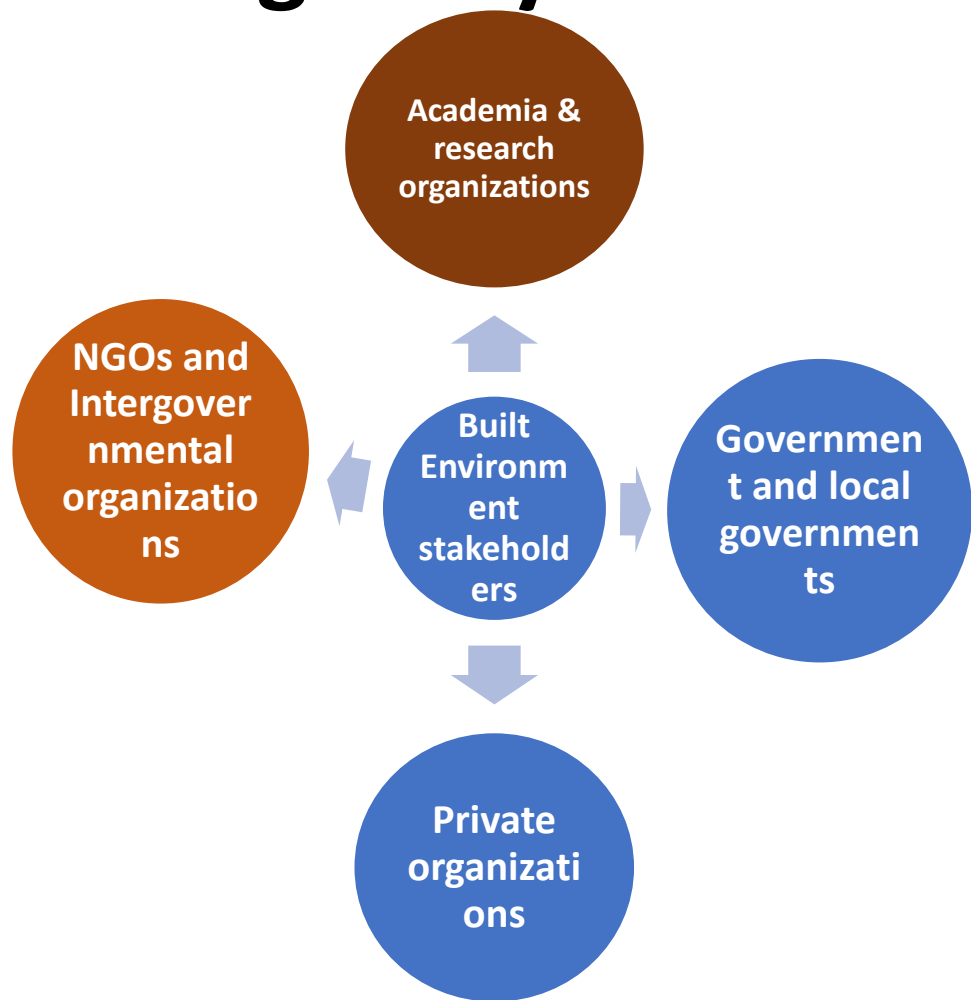 Academia &
research
organizations
NGOs and
Intergover
nmental
organizatio
ns
Built
Environm
ent
stakehold
ers
Governmen
t and local
governmen
ts
Private
organizati
ons